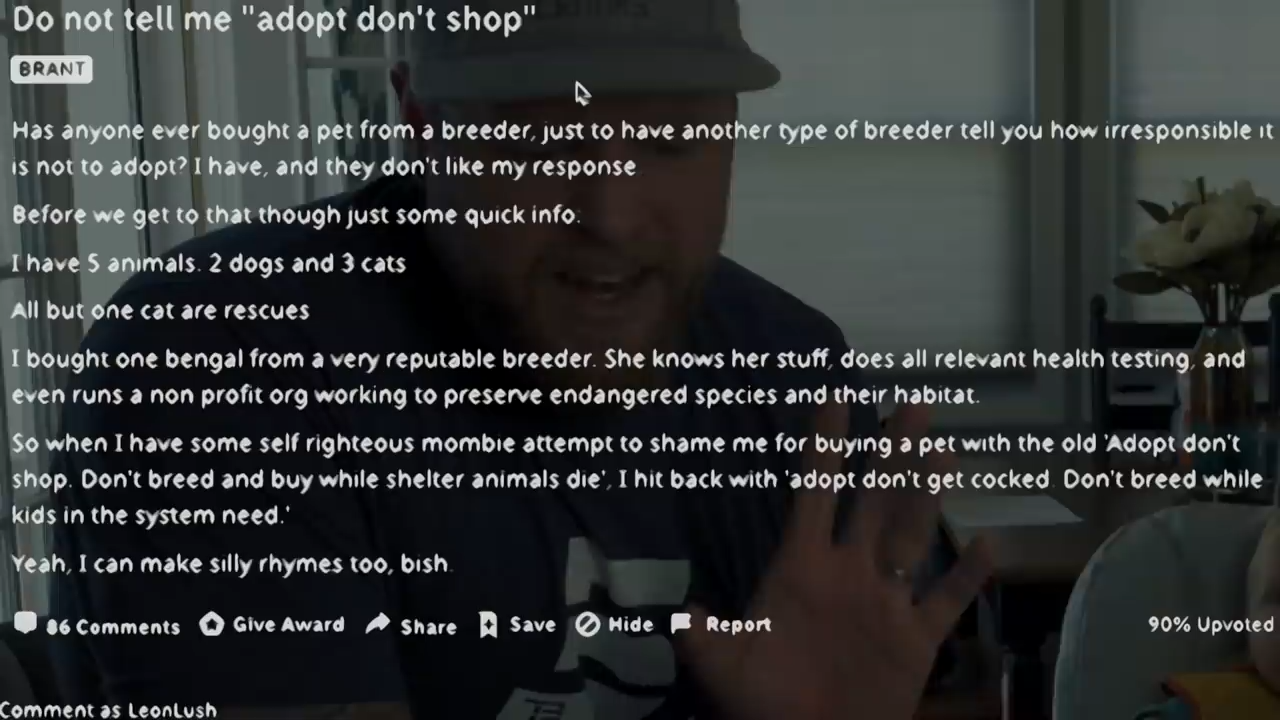 Do not tell me "adopt don't shop"
BRANT
Has anyone ever bought a pet from a breeder, just to have another type of breeder tell you how irresponsible it
is not to adopt? I have, and they don't like my response.
Before we get to that though just some quick info.
I have 5 animals. 2 dogs and 3 cats
All but one cat are rescues
I bought one bengal from a very reputable breeder. She knows her stuff, does all relevant health testing, and
even runs a non profit org working to preserve endangered species and their habitat.
So when I have some self righteous mombie attempt to shame me for buying a pet with the old 'Adopt don't
shop. Don't breed and buy while shelter animals die', I hit back with 'adopt don't get cocked. Don't breed while
kids in the system need.'
Yeah, I can make silly rhymes too, bish.
86 Comments Give Award Share Save Hide Report 90% Upvoted
Comment as LeonLush